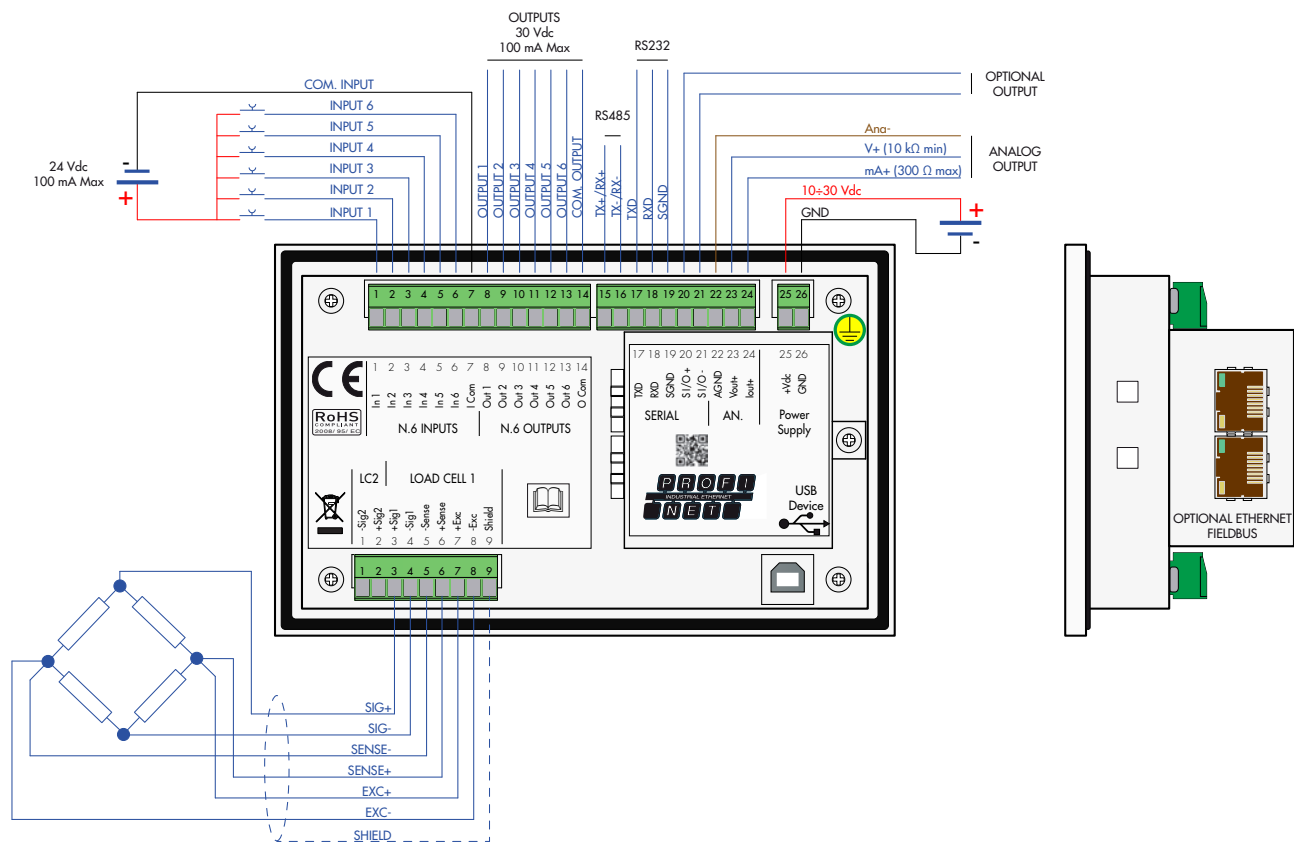 OUTPUTS
30 Vdc
100 mA Max
RS232
COM. INPUT
INPUT 6
INPUT 5
INPUT 4
INPUT 3
INPUT 2
INPUT 1
24 Vdc
100 mA Max
-
+
OUTPUT 1
OUTPUT 2
OUTPUT 3
OUTPUT 4
OUTPUT 5
OUTPUT 6
COM. OUTPUT
RS485
TX+/RX+
TX-/RX-
TXD
RXD
SGND
OPTIONAL
OUTPUT
Ana-
V+ (10 kΩ min)
mA+ (300 Ω max)
ANALOG
OUTPUT
10÷30 Vdc
GND
+
-
1 2 3 4 5 6 7 8 9 10 11 12 13 14
15 16 17 18 19 20 21 22 23 24
25 26
CE
RoHS
COMPLIANT
2008/95/EC
1 2 3 4 5 6 7 8 9 10 11 12 13 14
In 1
In 2
In 3
In 4
In 5
In 6
I Com
Out 1
Out 2
Out 3
Out 4
Out 5
Out 6
O Com
N.6 INPUTS
N.6 OUTPUTS
LC2
LOAD CELL 1
-Sig2
+Sig2
+Sig1
-Sig1
-Sense
+Sense
+Exc
-Exc
Shield
1 2 3 4 5 6 7 8 9
17 18 19 20 21 22 23 24
25 26
TXD
RXD
SGND
S I/O +
S I/O -
AGND
Vout+
Iout+
+Vdc
GND
SERIAL
AN.
Power
Supply
PROFI
INDUSTRIAL ETHERNET
NET
USB
Device
1 2 3 4 5 6 7 8 9
SIG+
SIG-
SENSE-
SENSE+
EXC+
EXC-
SHIELD
OPTIONAL ETHERNET
FIELDBUS